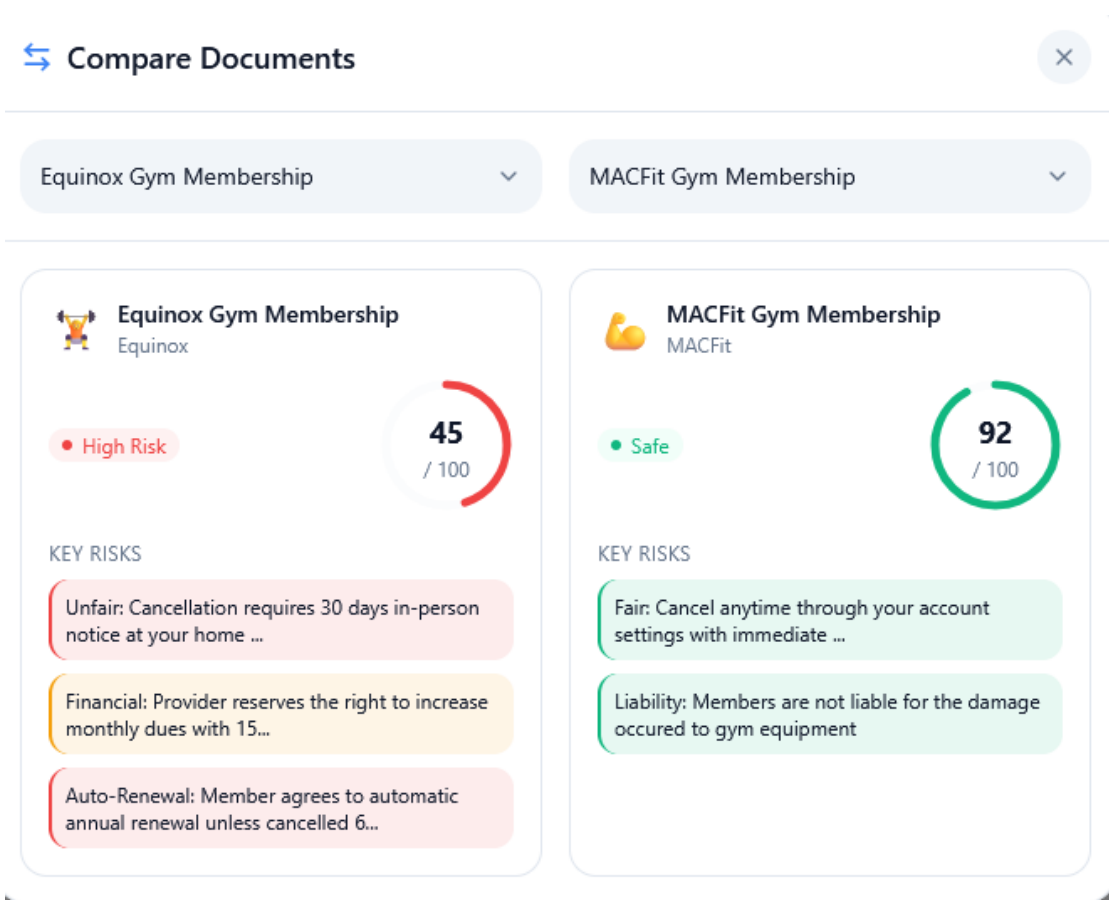 Compare Documents
Equinox Gym Membership
MACFit Gym Membership
Equinox Gym Membership
Equinox
High Risk
45
/ 100
KEY RISKS
Unfair: Cancellation requires 30 days in-person
notice at your home ...
Financial: Provider reserves the right to increase
monthly dues with 15...
Auto-Renewal: Member agrees to automatic
annual renewal unless cancelled 6...
MACFit Gym Membership
MACFit
Safe
92
/ 100
KEY RISKS
Fair: Cancel anytime through your account
settings with immediate ...
Liability: Members are not liable for the damage
occured to gym equipment